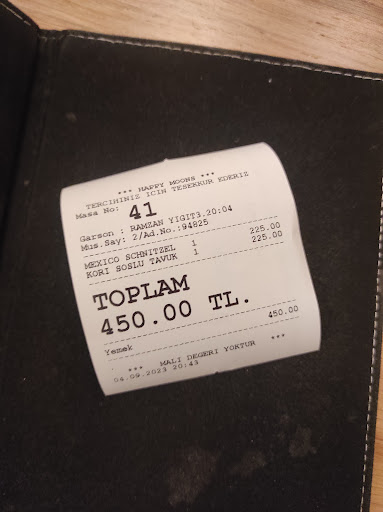 *** HAPPY MOONS ***
TERCIHINIZ ICIN TESEKKUR EDERIZ
Masa No: 41
Garson : RAMZAN YIGIT3.20:04
Mus.Say: 2/Ad.No.:94825
MEXICO SCHNITZEL 1 225.00
KORI SOSLU TAVUK 1 225.00
TOPLAM
450.00 TL.
Yemek 450.00
*** MALI DEGERI YOKTUR ***
04.09.2023 20:43